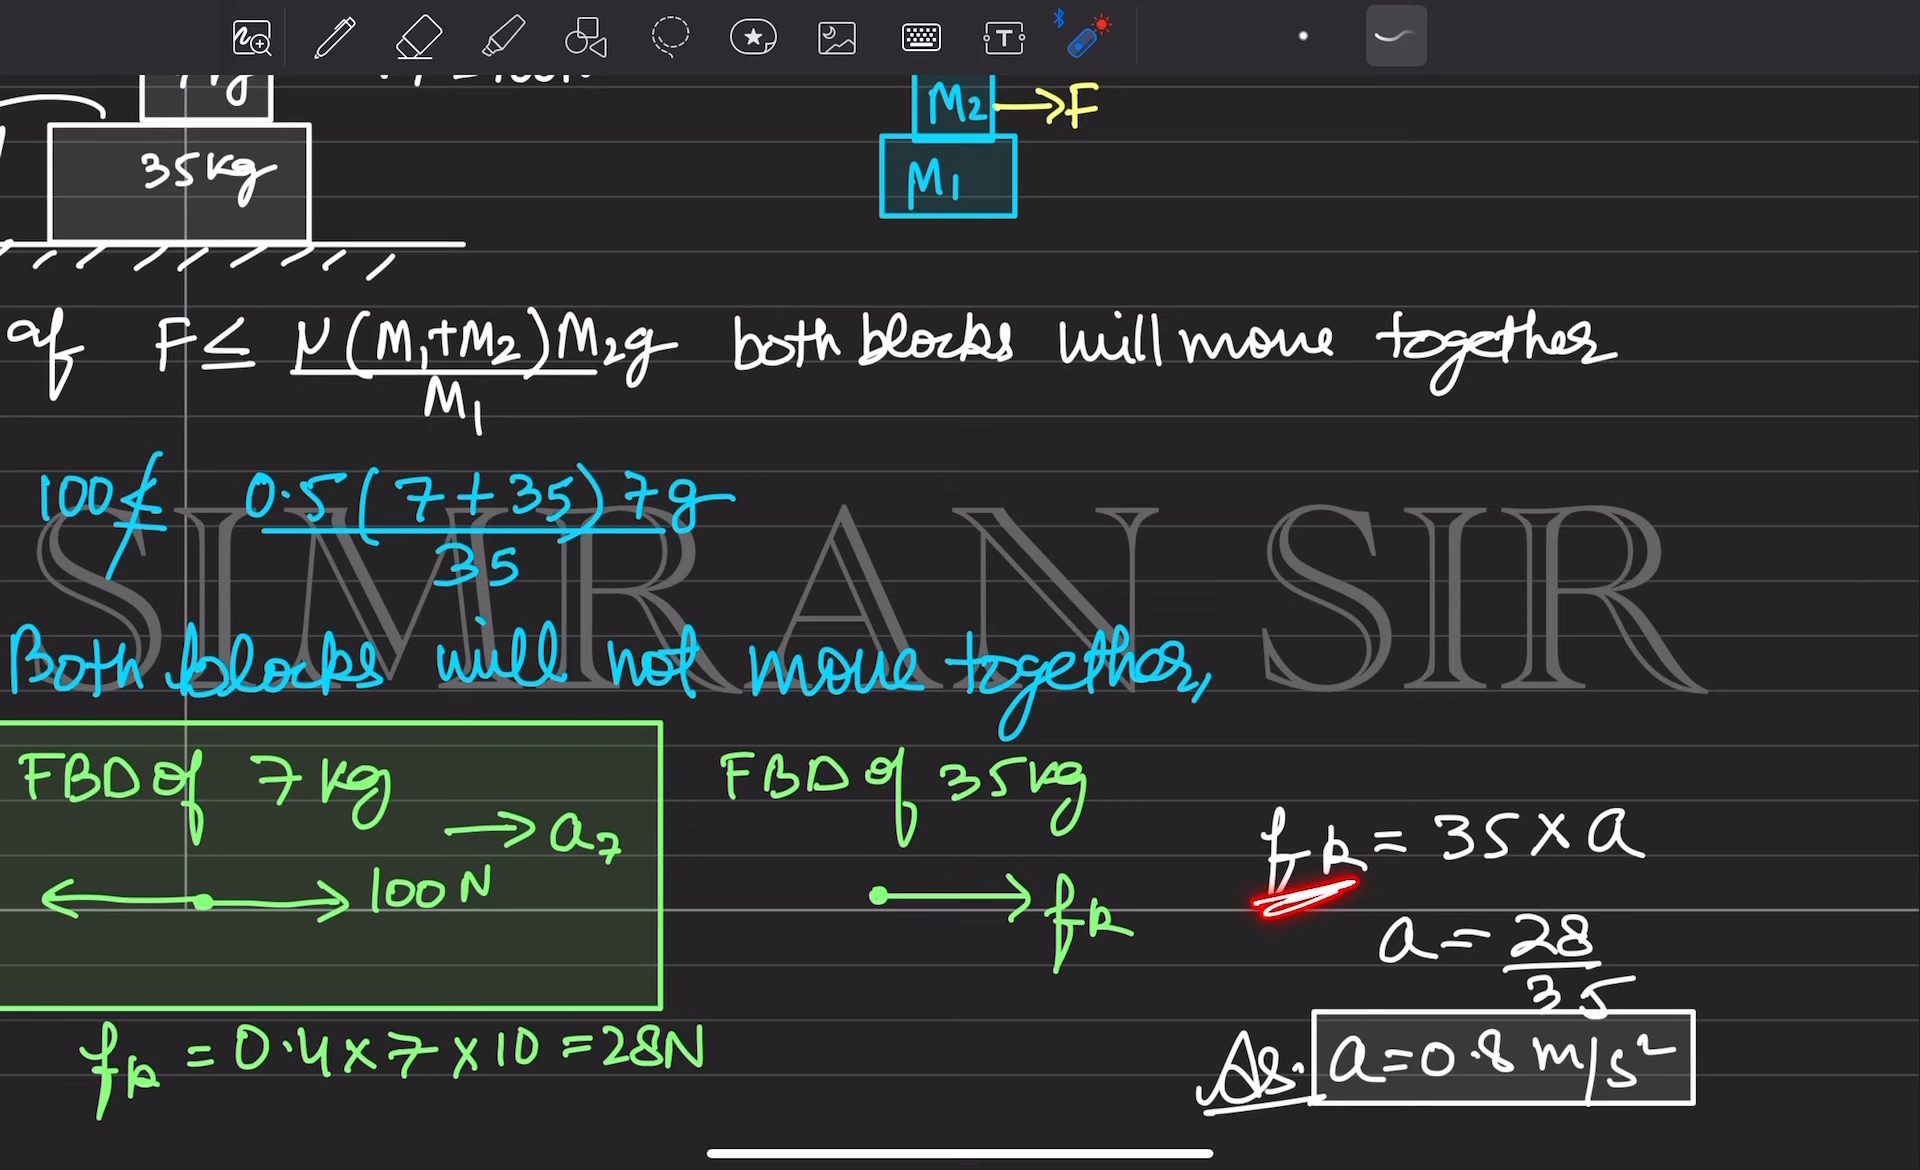 M2 → F
35kg
M1
If F ≤ μ(M1+M2)M2g / M1 both blocks will move together
100 ≰ 0.5(7+35)7g / 35
SIMRAN SIR
Both blocks will not move together,
FBD of 7 kg
→ a7
100 N
FBD of 35kg
fk
fk = 35 × a
a = 28/35
fk = 0.4 × 7 × 10 = 28N
a = 0.8 m/s²